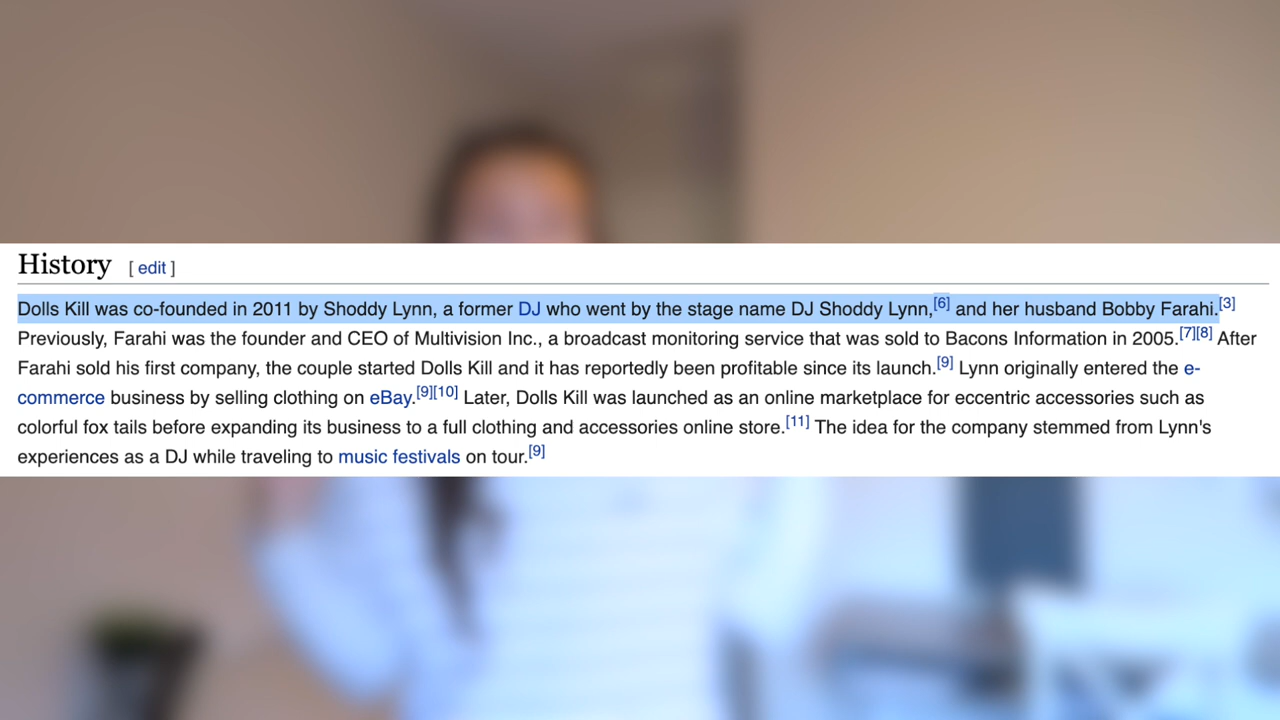 History [ edit ]
Dolls Kill was co-founded in 2011 by Shoddy Lynn, a former DJ who went by the stage name DJ Shoddy Lynn,[6] and her husband Bobby Farahi.[3]
Previously, Farahi was the founder and CEO of Multivision Inc., a broadcast monitoring service that was sold to Bacons Information in 2005.[7][8] After
Farahi sold his first company, the couple started Dolls Kill and it has reportedly been profitable since its launch.[9] Lynn originally entered the e-
commerce business by selling clothing on eBay.[9][10] Later, Dolls Kill was launched as an online marketplace for eccentric accessories such as
colorful fox tails before expanding its business to a full clothing and accessories online store.[11] The idea for the company stemmed from Lynn's
experiences as a DJ while traveling to music festivals on tour.[9]